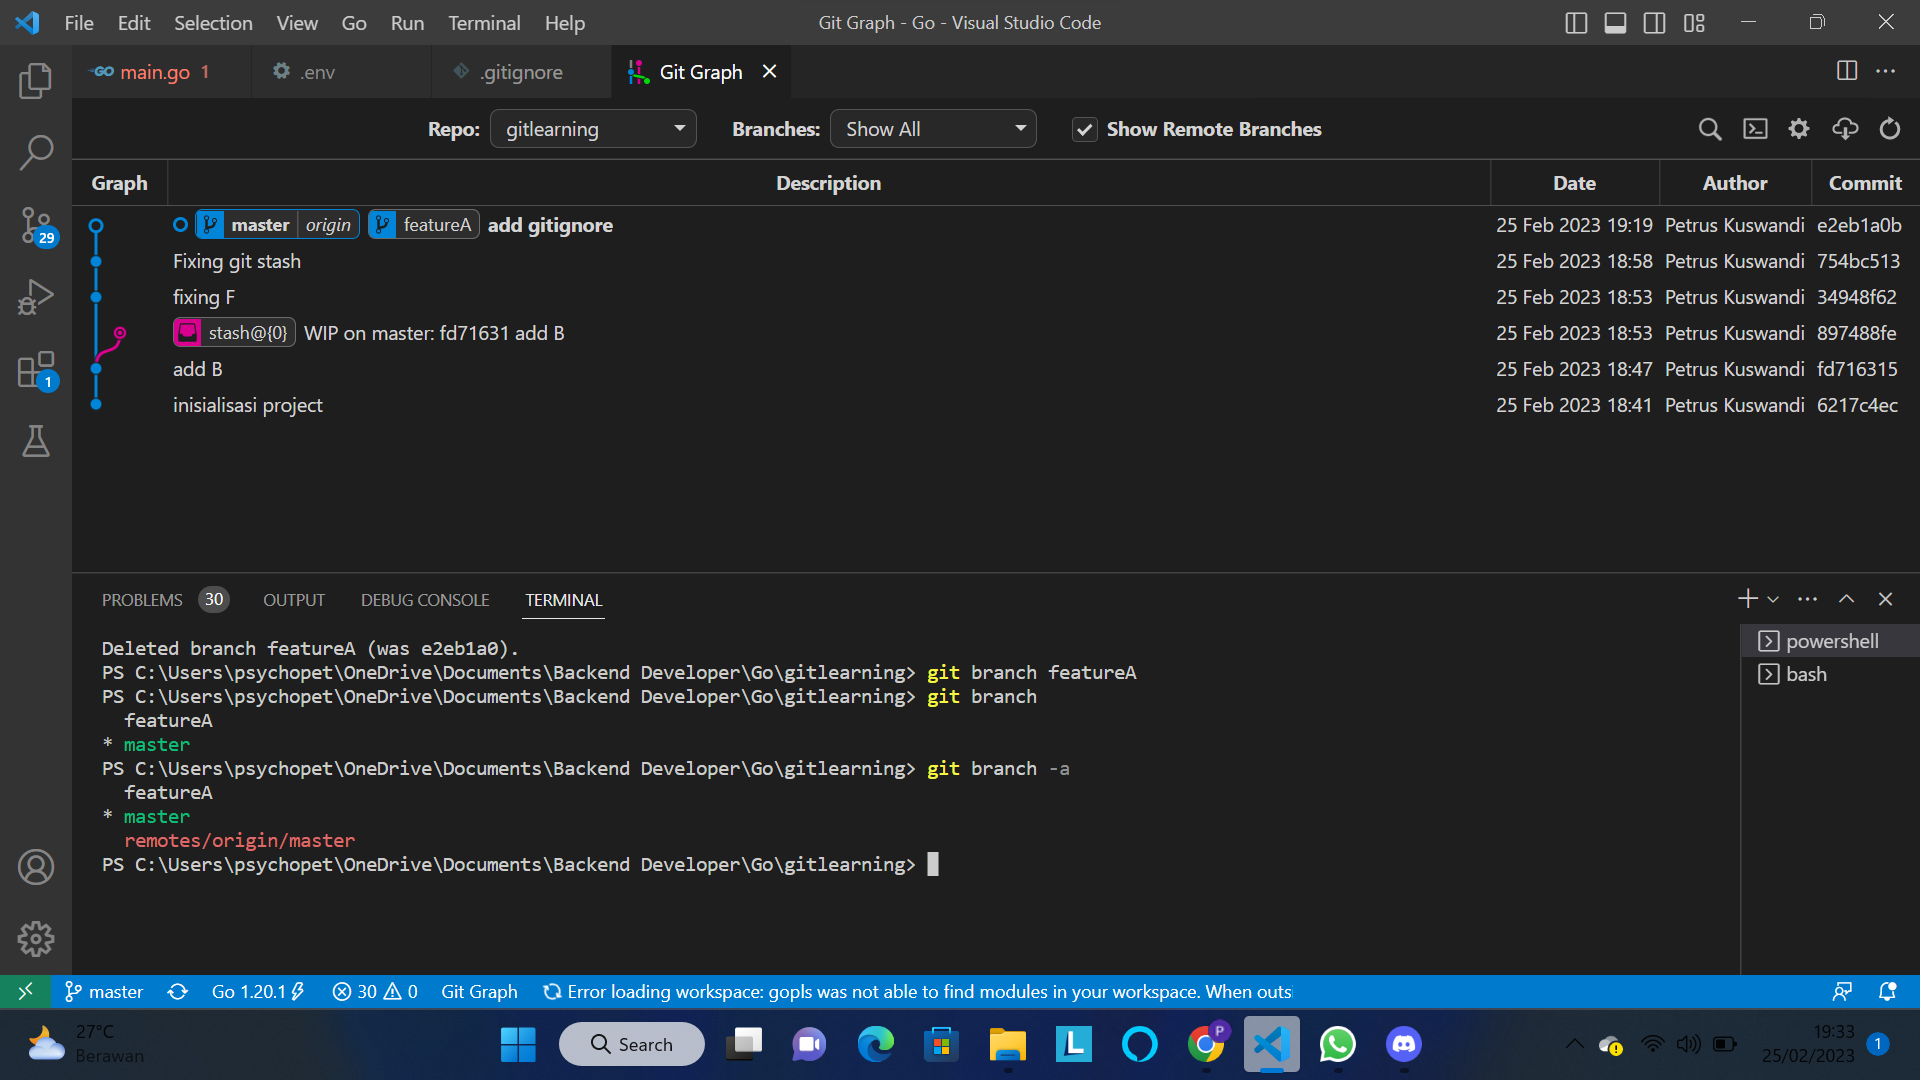 File Edit Selection View Go Run Terminal Help Git Graph - Go - Visual Studio Code
GO main.go 1 .env .gitignore Git Graph
Repo: gitlearning Branches: Show All Show Remote Branches
Graph Description Date Author Commit
master origin featureA add gitignore 25 Feb 2023 19:19 Petrus Kuswandi e2eb1a0b
Fixing git stash 25 Feb 2023 18:58 Petrus Kuswandi 754bc513
fixing F 25 Feb 2023 18:53 Petrus Kuswandi 34948f62
stash@{0} WIP on master: fd71631 add B 25 Feb 2023 18:53 Petrus Kuswandi 897488fe
add B 25 Feb 2023 18:47 Petrus Kuswandi fd716315
inisialisasi project 25 Feb 2023 18:41 Petrus Kuswandi 6217c4ec
29
1
PROBLEMS 30 OUTPUT DEBUG CONSOLE TERMINAL
powershell
bash
Deleted branch featureA (was e2eb1a0).
PS C:\Users\psychopet\OneDrive\Documents\Backend Developer\Go\gitlearning> git branch featureA
PS C:\Users\psychopet\OneDrive\Documents\Backend Developer\Go\gitlearning> git branch
featureA
* master
PS C:\Users\psychopet\OneDrive\Documents\Backend Developer\Go\gitlearning> git branch -a
featureA
* master
remotes/origin/master
PS C:\Users\psychopet\OneDrive\Documents\Backend Developer\Go\gitlearning>
master Go 1.20.1 30 0 Git Graph Error loading workspace: gopls was not able to find modules in your workspace. When outsi
27°C
Berawan
Search
L
P
19:33
25/02/2023
1